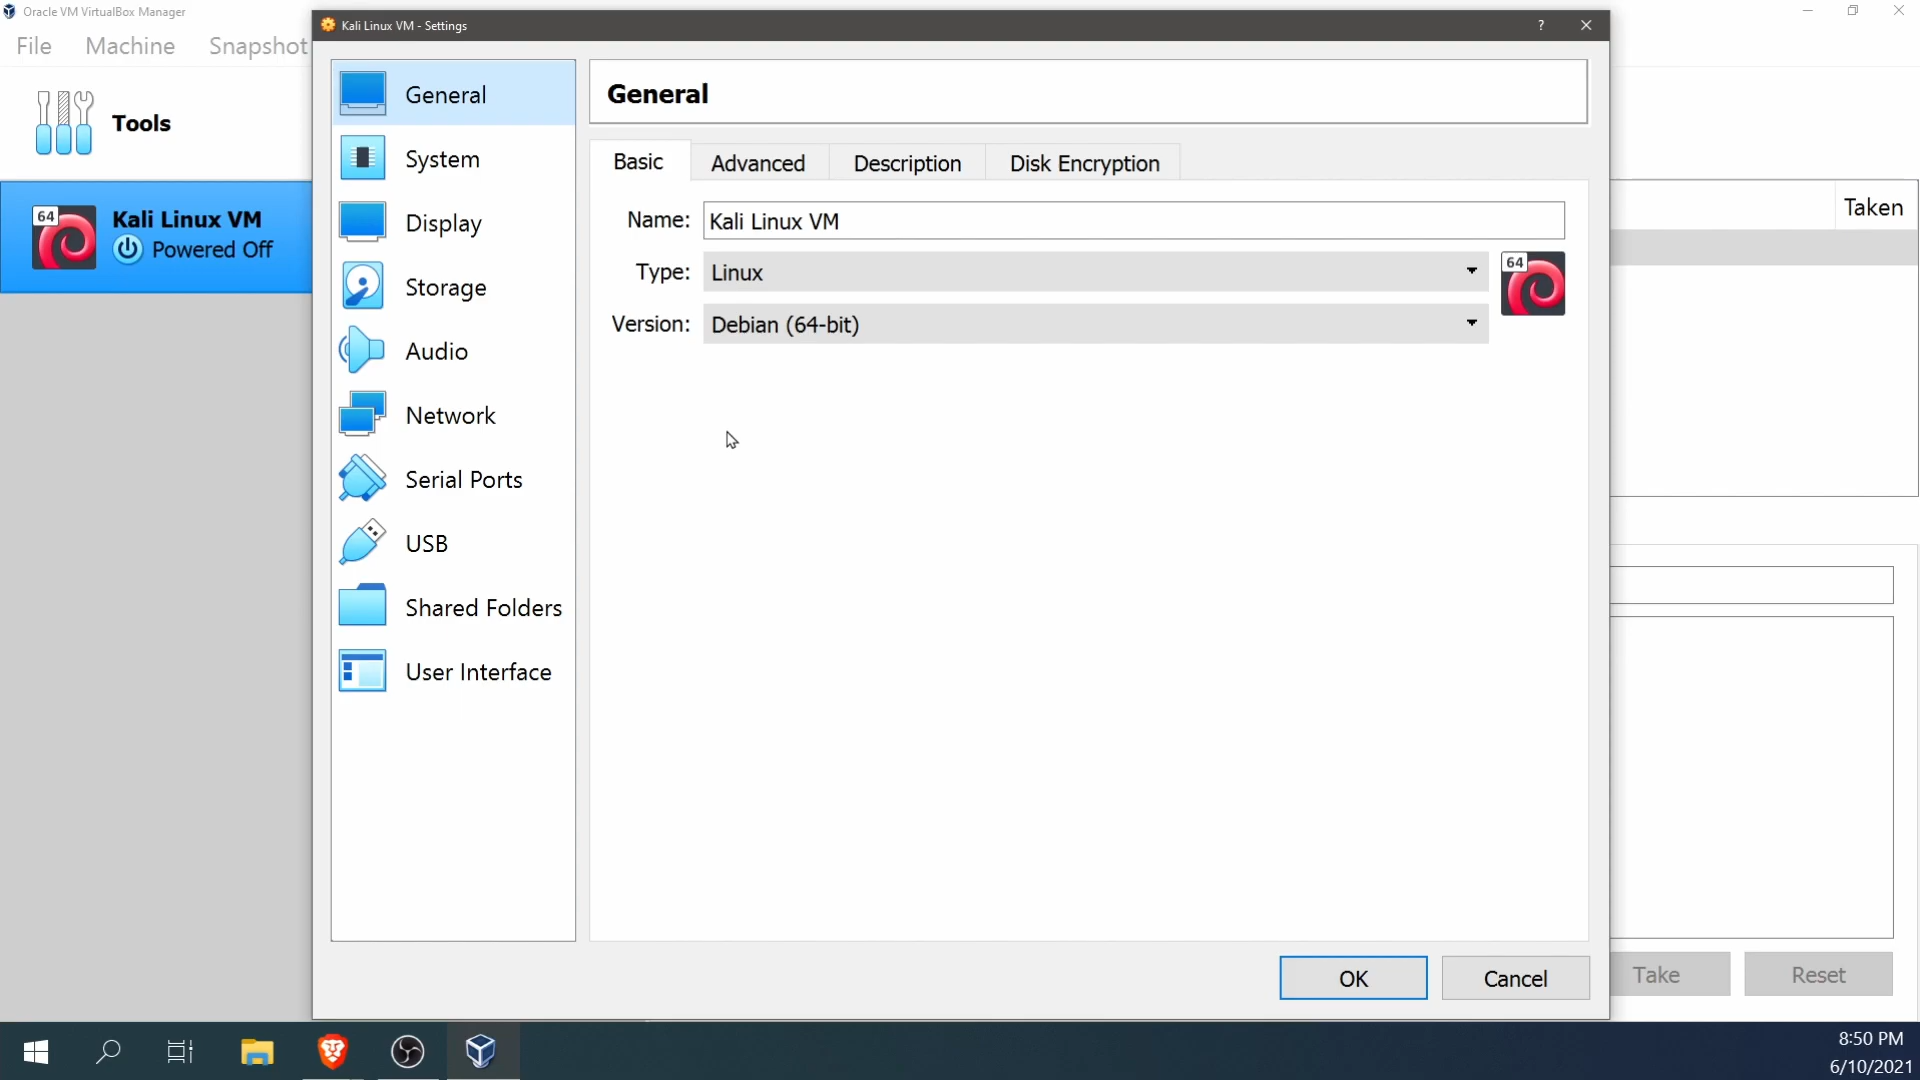 Oracle VM VirtualBox Manager
File Machine Snapshot
Tools
64
Kali Linux VM
Powered Off
Kali Linux VM - Settings
?
General
System
Display
Storage
Audio
Network
Serial Ports
USB
Shared Folders
User Interface
General
Basic Advanced Description Disk Encryption
Name: Kali Linux VM
Type: Linux
64
Version: Debian (64-bit)
OK Cancel
Taken
Take Reset
8:50 PM
6/10/2021